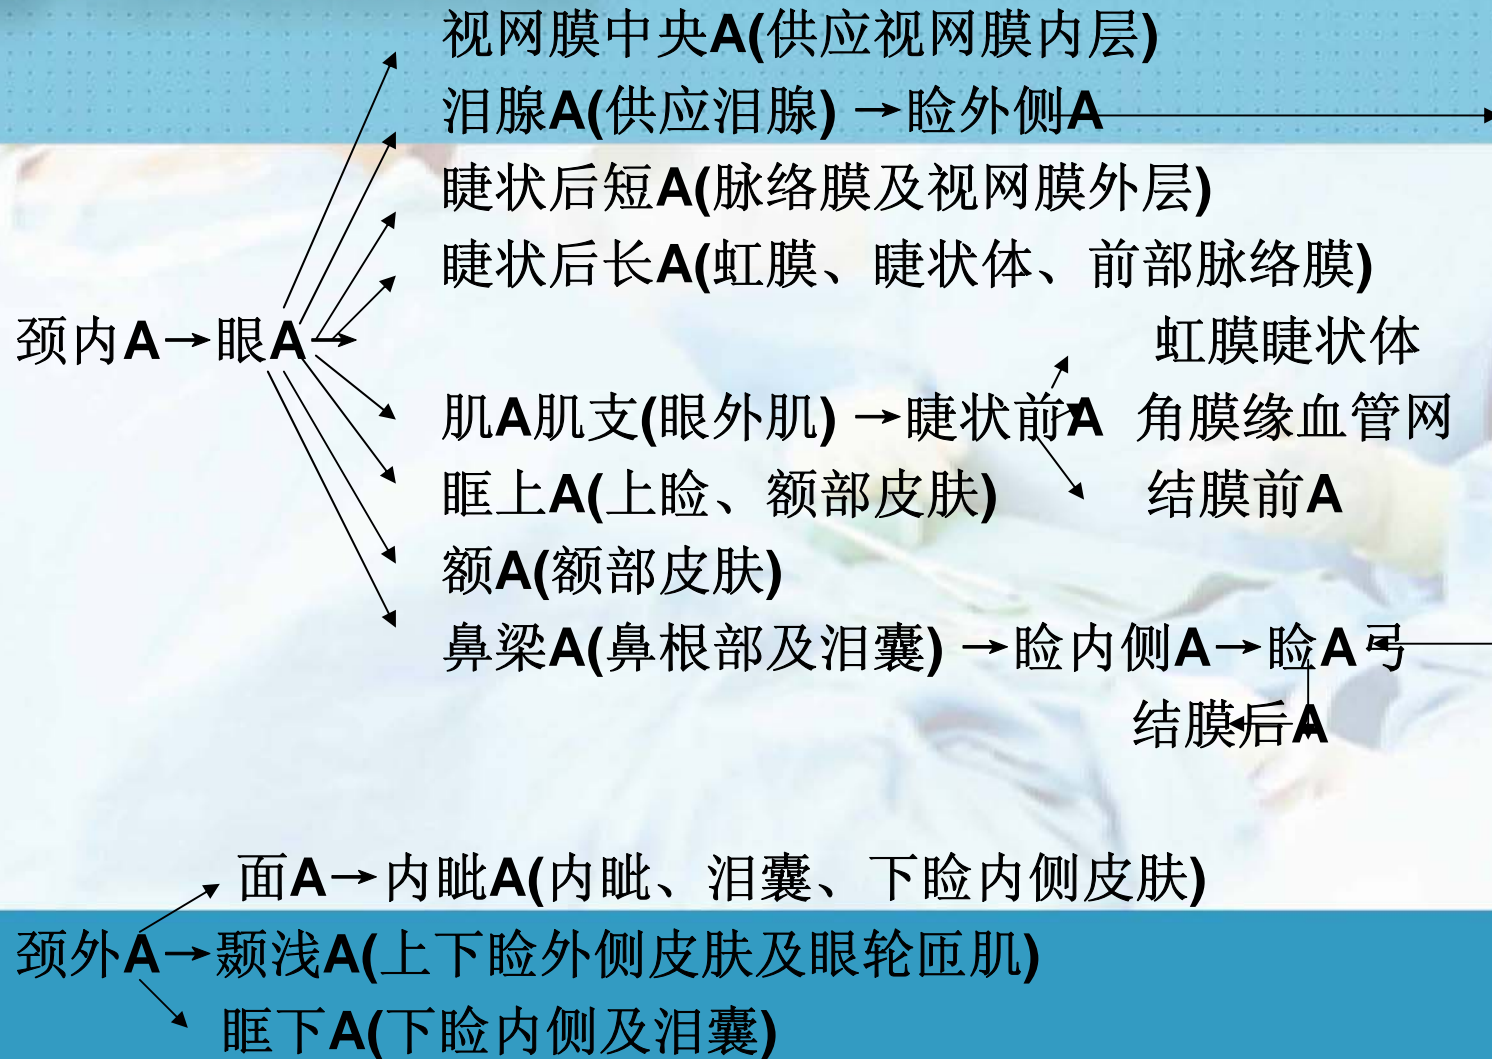 视网膜中央A(供应视网膜内层)
泪腺A(供应泪腺) →睑外侧A
睫状后短A(脉络膜及视网膜外层)
睫状后长A(虹膜、睫状体、前部脉络膜)
颈内A→眼A→ 虹膜睫状体
肌A肌支(眼外肌) →睫状前A 角膜缘血管网
眶上A(上睑、额部皮肤) 结膜前A
额A(额部皮肤)
鼻梁A(鼻根部及泪囊) →睑内侧A→睑A弓
结膜后A
面A→内眦A(内眦、泪囊、下睑内侧皮肤)
颈外A→颞浅A(上下睑外侧皮肤及眼轮匝肌)
眶下A(下睑内侧及泪囊)